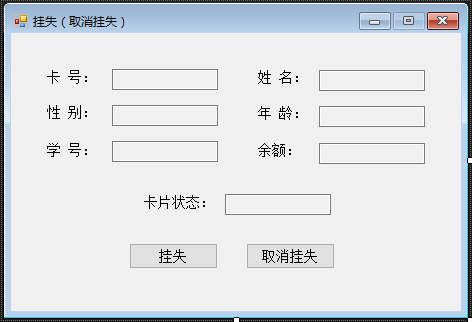 挂失（取消挂失）
卡 号： 姓 名：
性 别： 年 龄：
学 号： 余额：
卡片状态：
挂失 取消挂失